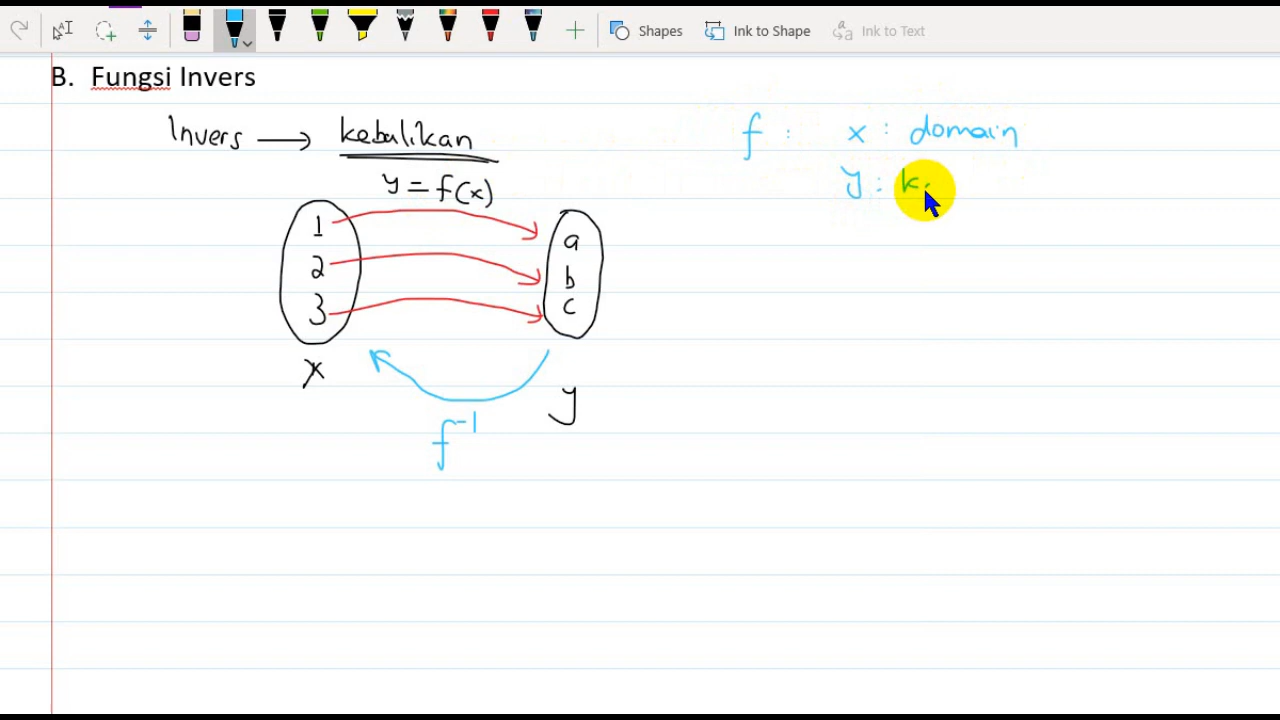 Shapes Ink to Shape Ink to Text
B. Fungsi Invers
Invers → kebalikan
f : x : domain
y = f(x)
y : k
1
2
3
a
b
c
x
y
f⁻¹